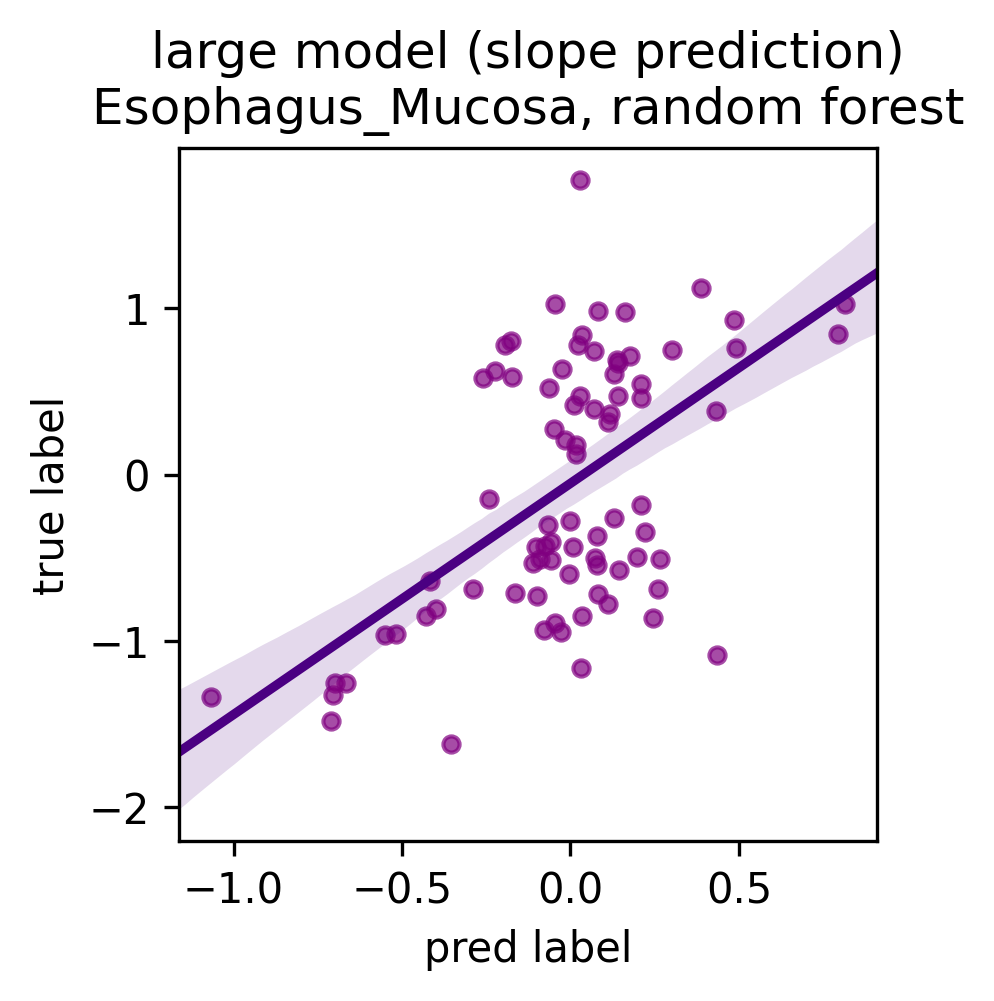 large model (slope prediction)
Esophagus_Mucosa, random forest
1
0
−1
−2
true label
−1.0
−0.5
0.0
0.5
pred label